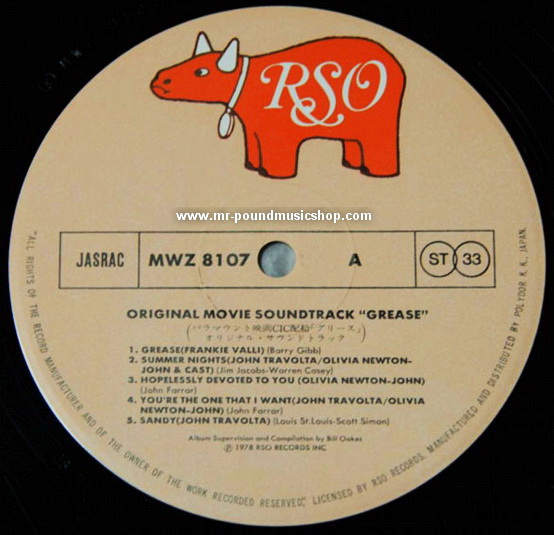 RSO
www.mr-poundmusicshop.com
JASRAC
MWZ 8107
A
ST 33
ORIGINAL MOVIE SOUNDTRACK "GREASE"
(パラマウント映画CIC配給「グリース」
オリジナル・サウンドトラック)
1. GREASE(FRANKIE VALLI) (Barry Gibb)
2. SUMMER NIGHTS(JOHN TRAVOLTA/OLIVIA NEWTON-
JOHN & CAST) (Jim Jacobs-Warren Casey)
3. HOPELESSLY DEVOTED TO YOU (OLIVIA NEWTON-JOHN)
(John Farrar)
4. YOU'RE THE ONE THAT I WANT(JOHN TRAVOLTA/OLIVIA
NEWTON-JOHN) (John Farrar)
5. SANDY(JOHN TRAVOLTA) (Louis St.Louis-Scott Simon)
Album Supervision and Compilation by Bill Oakes
Ⓟ 1978 RSO RECORDS INC
"ALL RIGHTS OF THE RECORD MANUFACTURER AND OF THE OWNER OF THE WORK RECORDED RESERVED," LICENSED BY RSO RECORDS. MANUFACTURED AND DISTRIBUTED BY POLYDOR K. K., JAPAN.